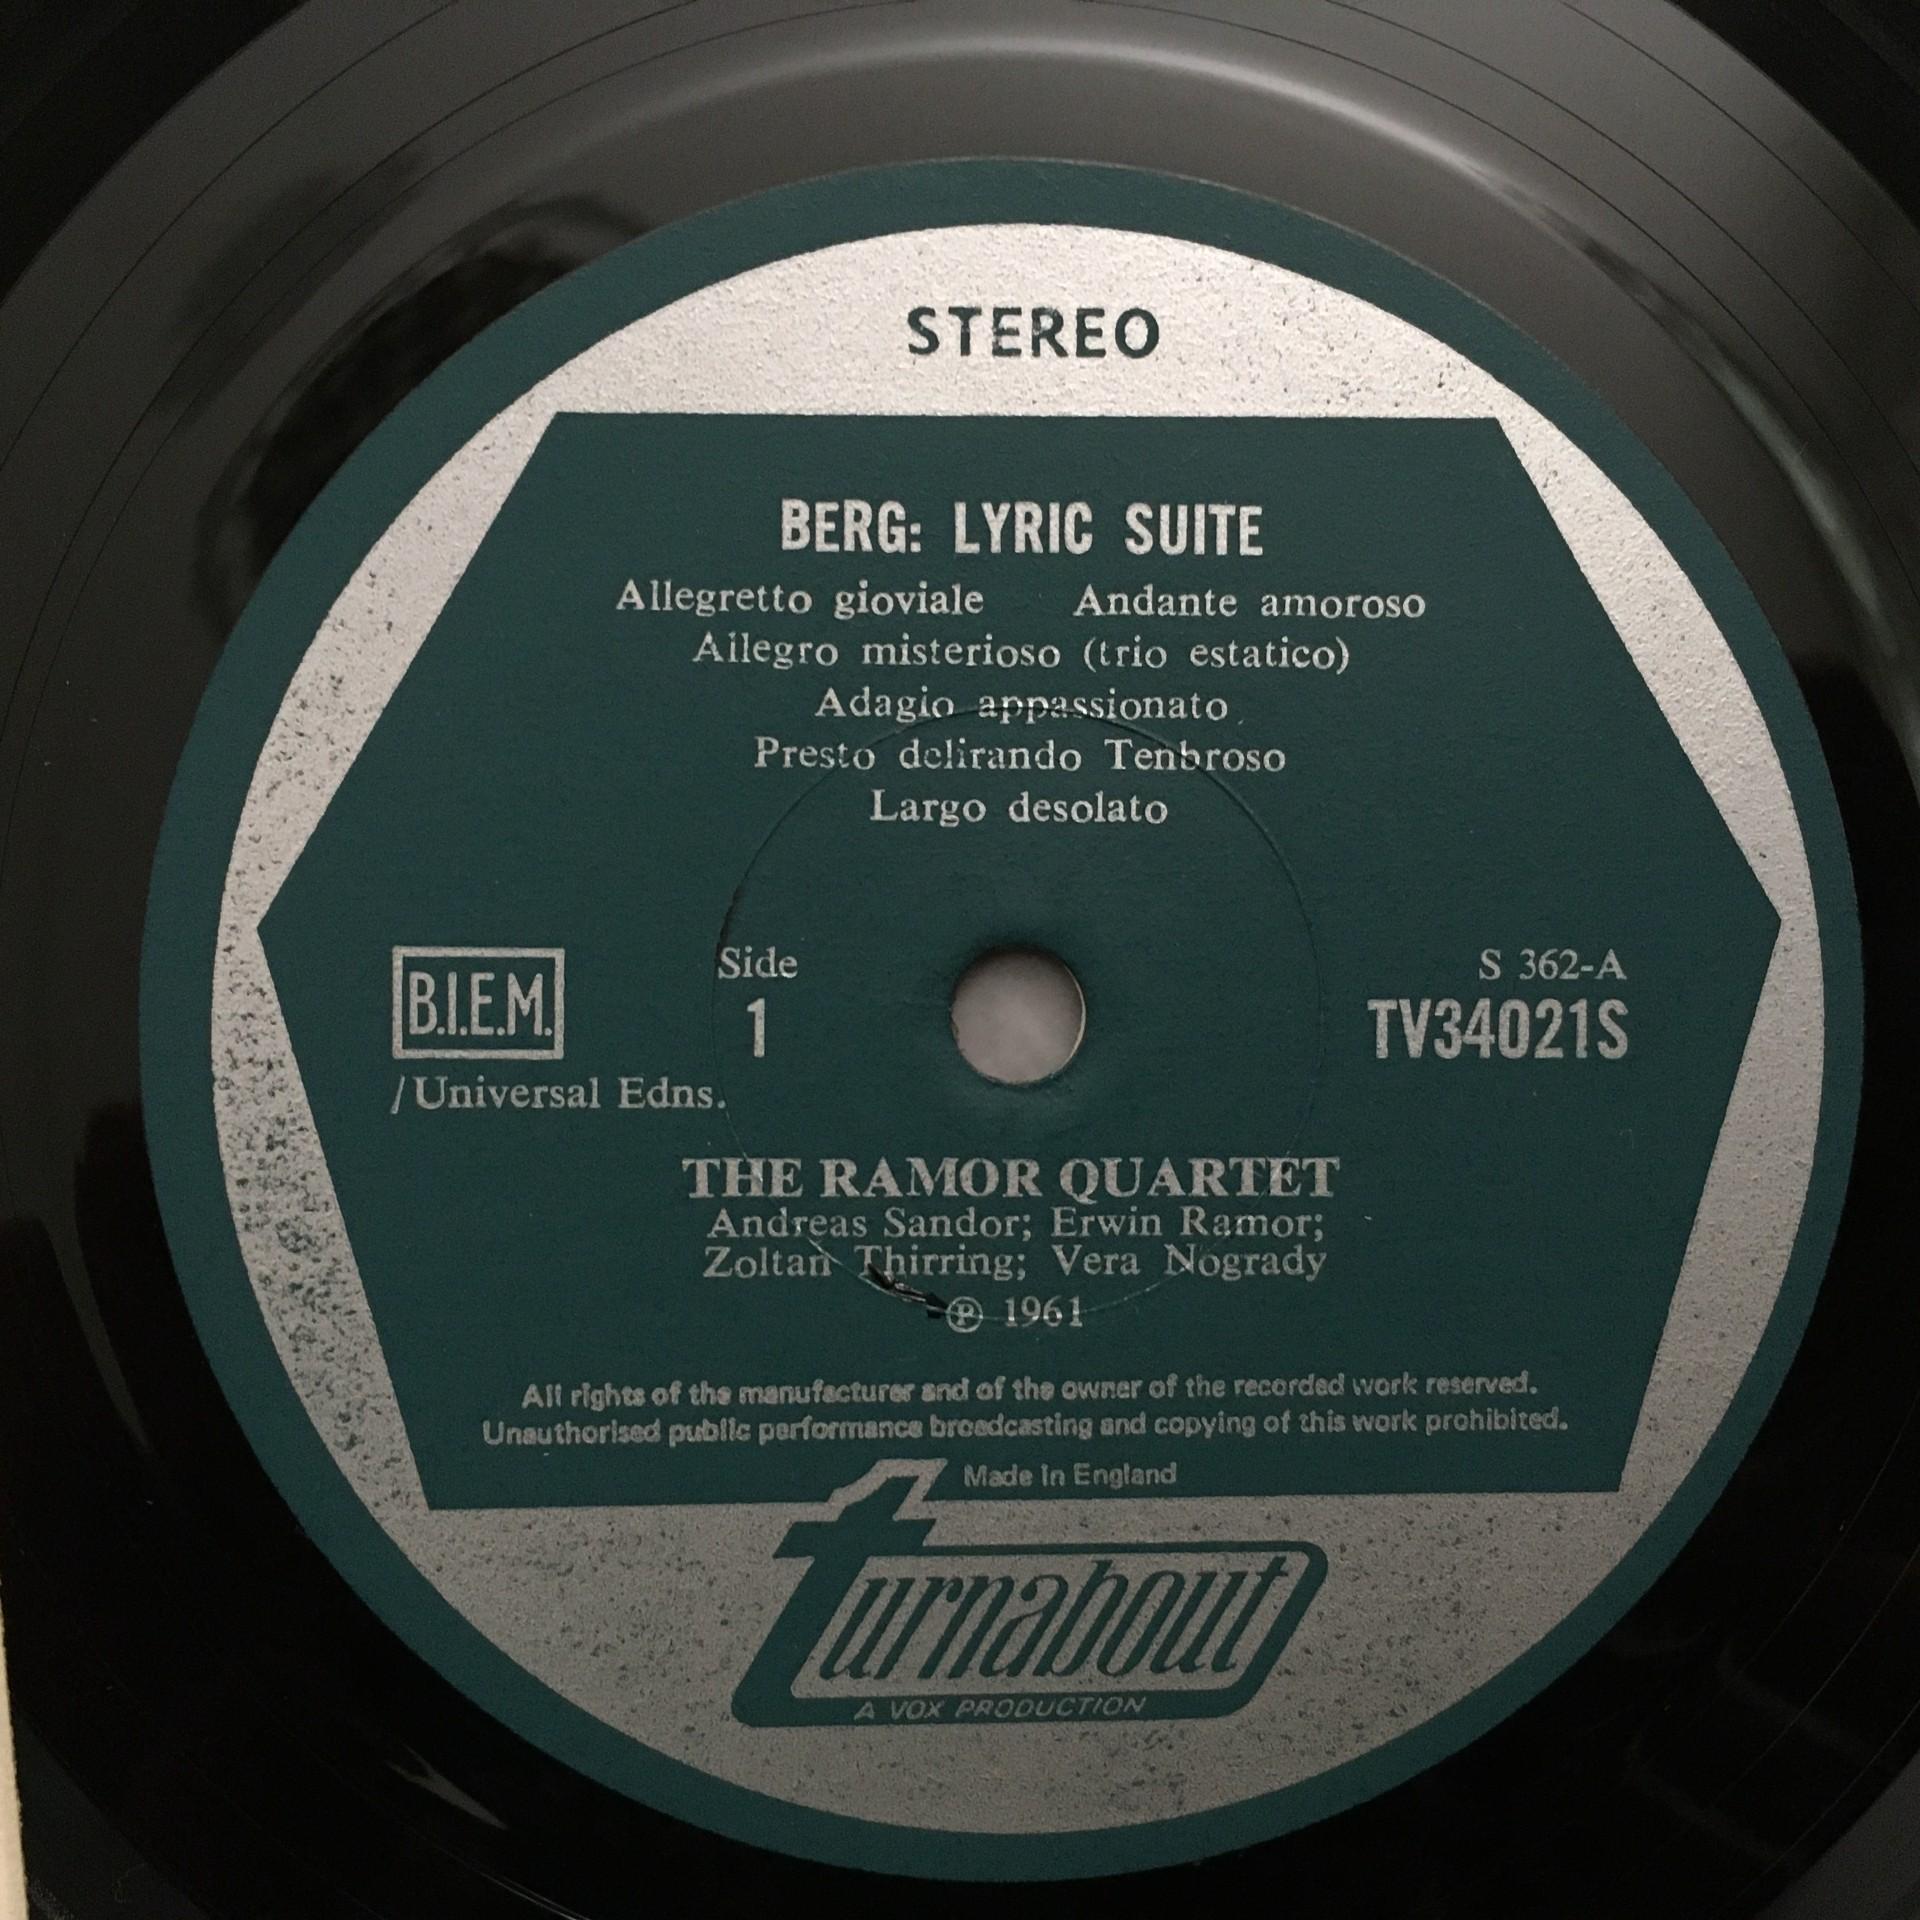 STEREO
BERG: LYRIC SUITE
Allegretto gioviale Andante amoroso
Allegro misterioso (trio estatico)
Adagio appassionato
Presto delirando Tenbroso
Largo desolato
B.I.E.M.
/Universal Edns.
Side
1
S 362-A
TV34021S
THE RAMOR QUARTET
Andreas Sandor; Erwin Ramor;
Zoltan Thirring; Vera Nogrady
℗ 1961
All rights of the manufacturer and of the owner of the recorded work reserved.
Unauthorised public performance broadcasting and copying of this work prohibited.
Made in England
turnabout
A VOX PRODUCTION